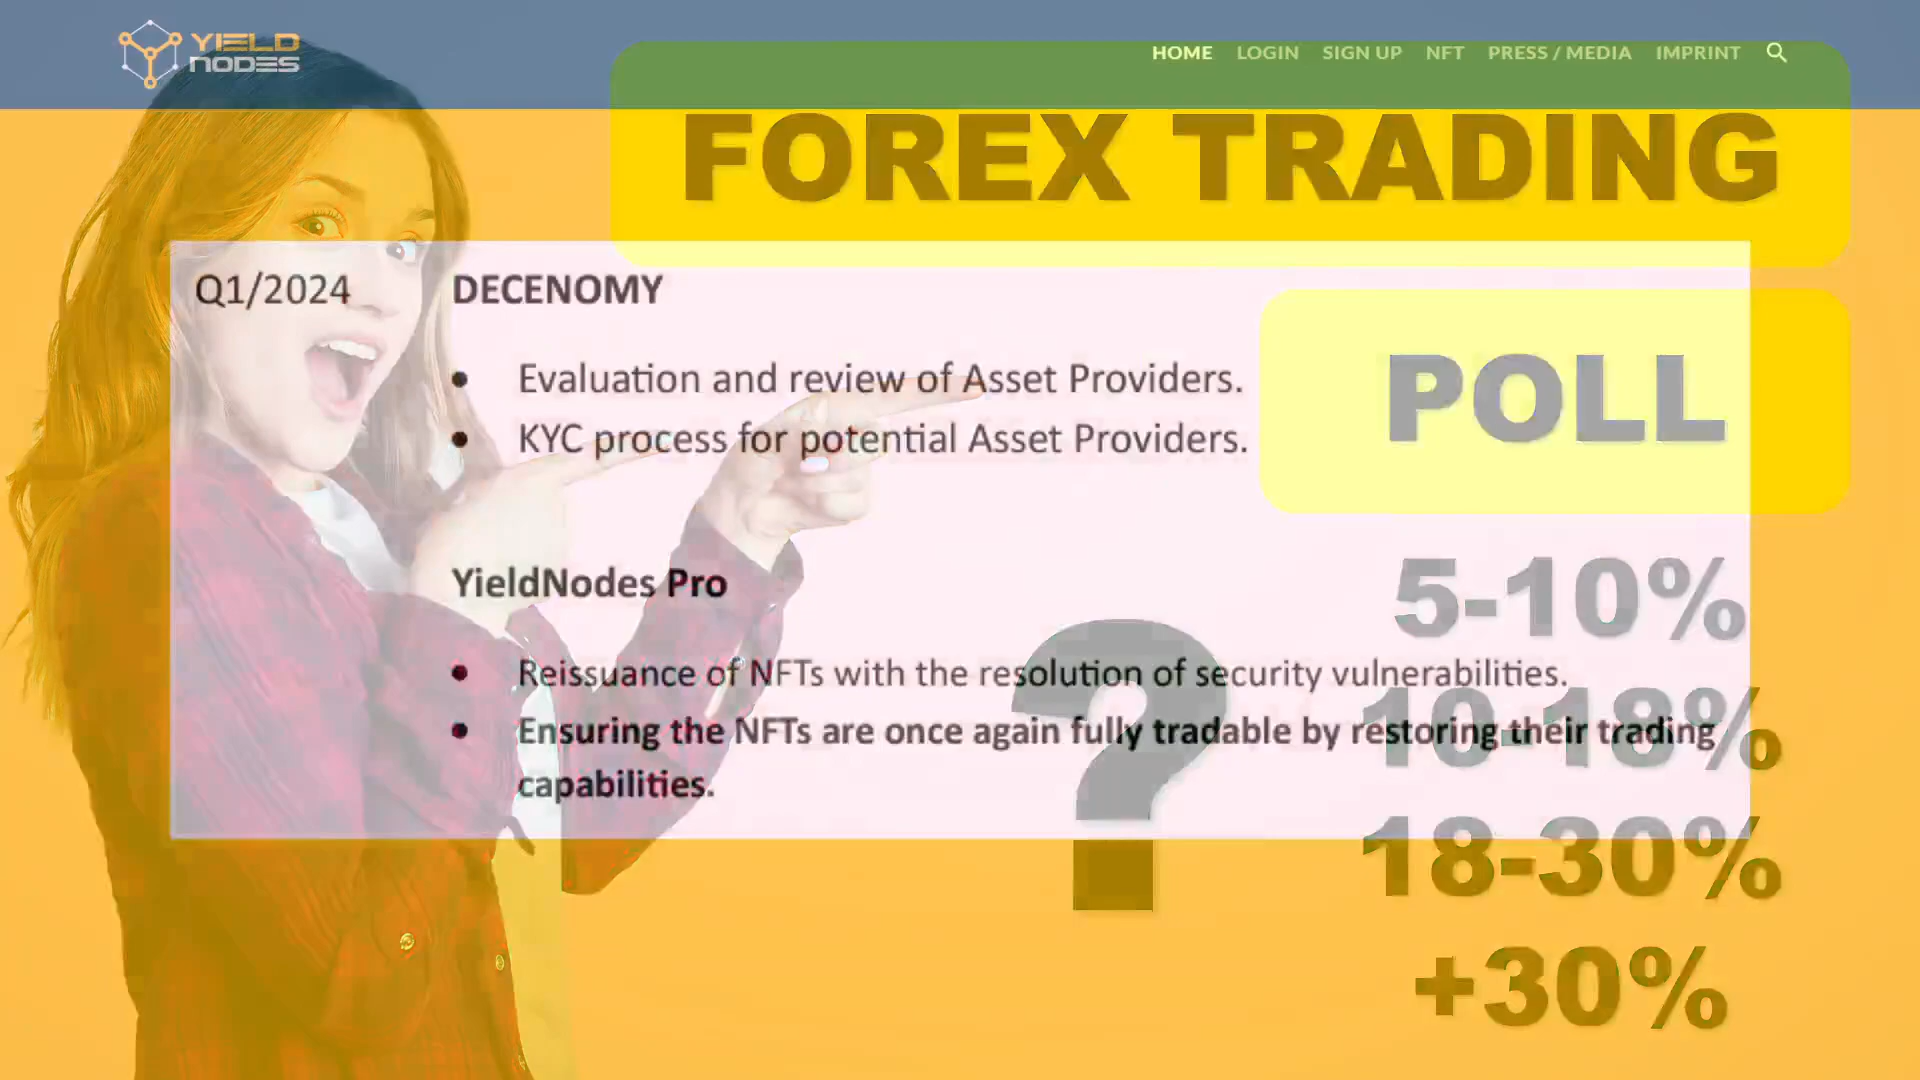 YIELD
NODES
HOME LOGIN SIGN UP NFT PRESS / MEDIA IMPRINT
FOREX TRADING
Q1/2024 DECENOMY
• Evaluation and review of Asset Providers.
• KYC process for potential Asset Providers.
POLL
YieldNodes Pro
5-10%
• Reissuance of NFTs with the resolution of security vulnerabilities.
• Ensuring the NFTs are once again fully tradable by restoring their trading
capabilities.
?
10-18%
18-30%
+30%